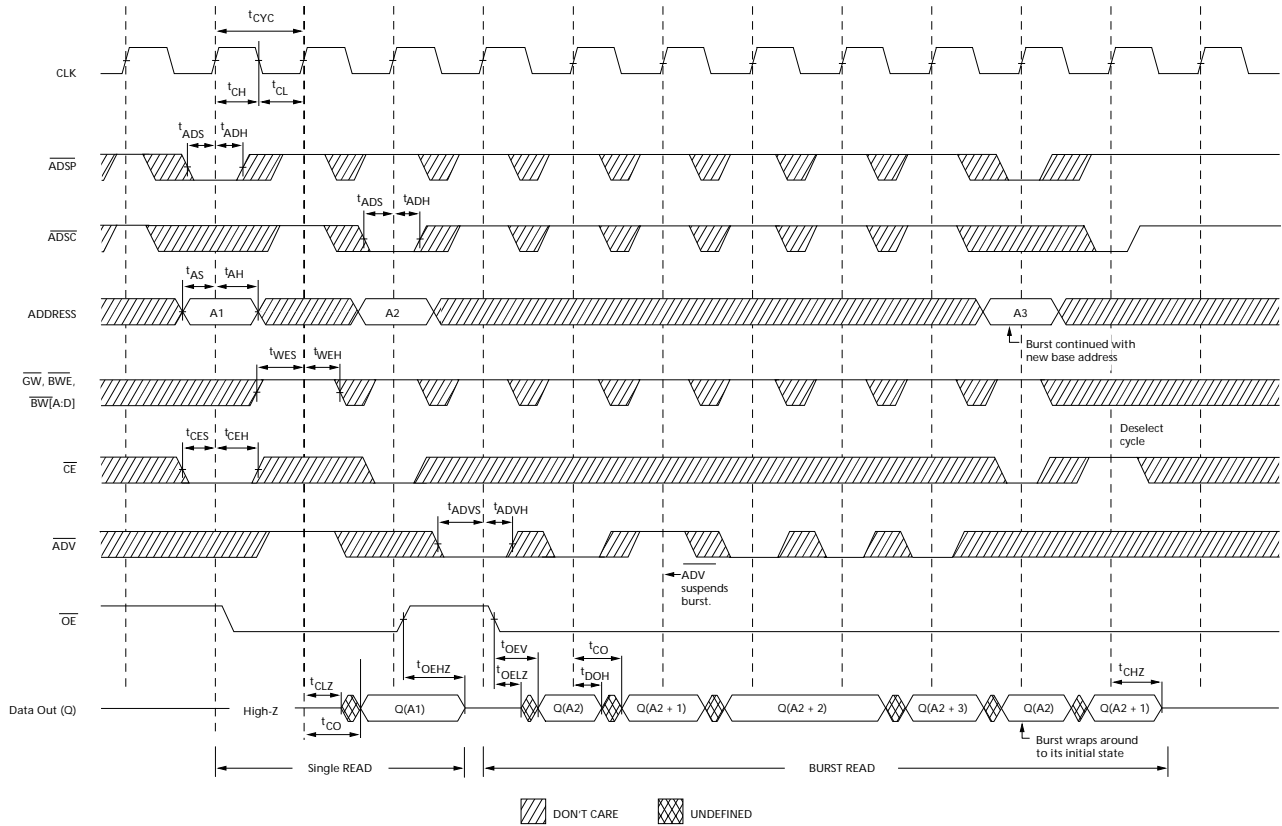 tCYC
CLK
tCH
tCL
tADS
tADH
ADSP
tADS
tADH
ADSC
tAS
tAH
ADDRESS
A1
A2
A3
Burst continued with
new base address
tWES
tWEH
GW, BWE,
BW[A:D]
Deselect
cycle
tCES
tCEH
CE
tADVS
tADVH
ADV
ADV
suspends
burst.
OE
tOEHZ
tOEV
tOELZ
tCO
tDOH
tCLZ
tCO
tCHZ
Data Out (Q)
High-Z
Q(A1)
Q(A2)
Q(A2 + 1)
Q(A2 + 2)
Q(A2 + 3)
Q(A2)
Q(A2 + 1)
Burst wraps around
to its initial state
Single READ
BURST READ
DON'T CARE
UNDEFINED